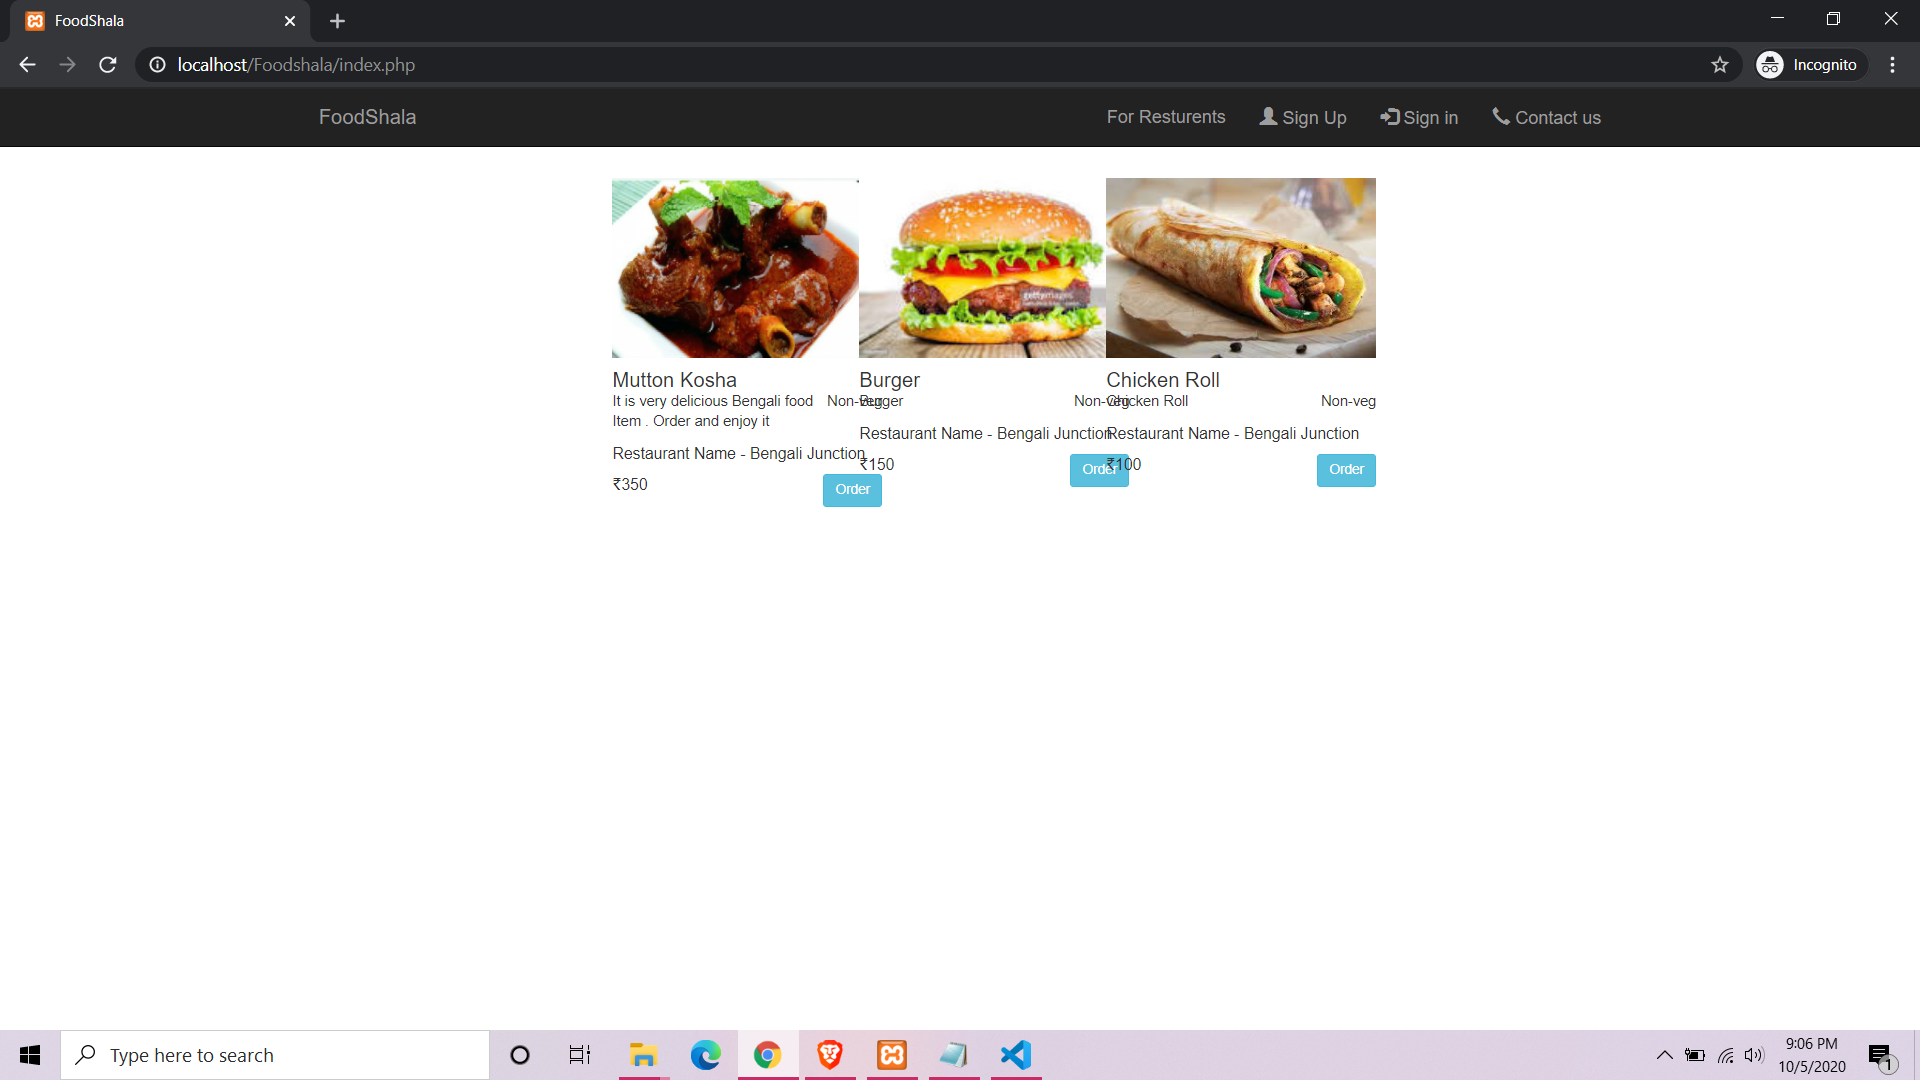 FoodShala
localhost/Foodshala/index.php
Incognito
FoodShala
For Resturents
Sign Up
Sign in
Contact us
gettyimages
Mutton Kosha
It is very delicious Bengali food
Item . Order and enjoy it
Non-veg
Restaurant Name - Bengali Junction
₹350
Order
Burger
Burger
Non-veg
Restaurant Name - Bengali Junction
₹150
Order
Chicken Roll
Chicken Roll
Non-veg
Restaurant Name - Bengali Junction
₹100
Order
Type here to search
9:06 PM
10/5/2020
1